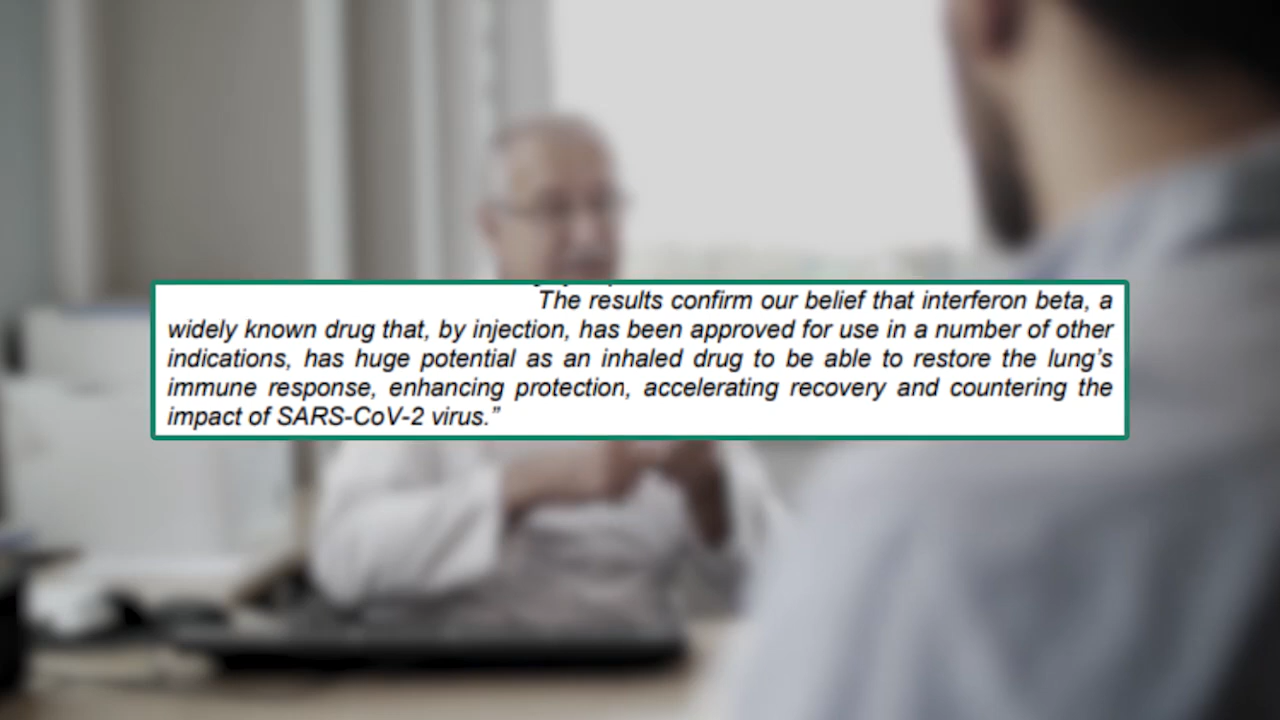 The results confirm our belief that interferon beta, a
widely known drug that, by injection, has been approved for use in a number of other
indications, has huge potential as an inhaled drug to be able to restore the lung’s
immune response, enhancing protection, accelerating recovery and countering the
impact of SARS-CoV-2 virus.”